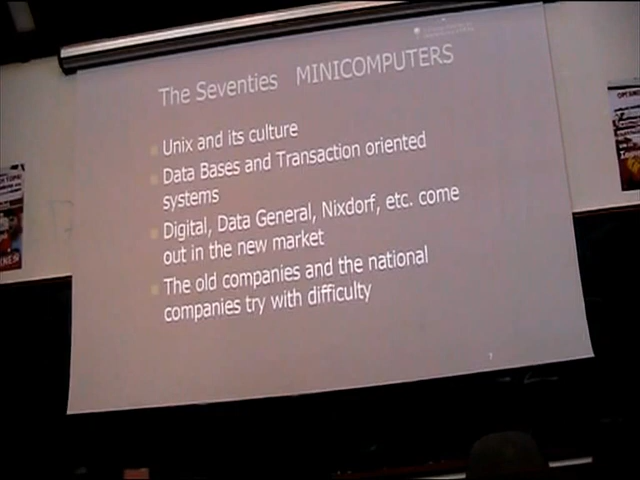 The Seventies MINICOMPUTERS
Unix and its culture
Data Bases and Transaction oriented
systems
Digital, Data General, Nixdorf, etc. come
out in the new market
The old companies and the national
companies try with difficulty
7